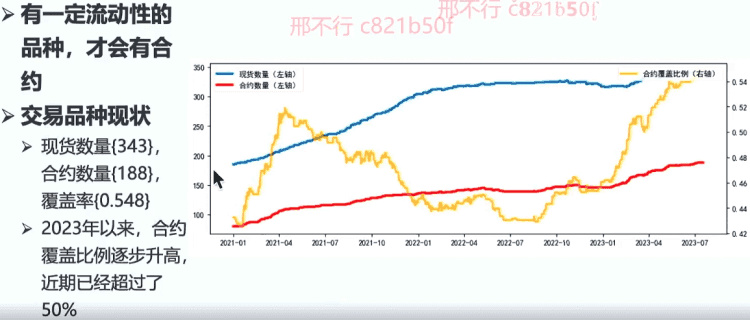 邢不行 c821b50f
邢不行 c821b50f
有一定流动性的
品种，才会有合
约
交易品种现状
现货数量{343}，
合约数量{188}，
覆盖率{0.548}
2023年以来，合约
覆盖比例逐步升高，
近期已经超过了
50%
现货数量（左轴）
合约数量（左轴）
合约覆盖比例（右轴）
350
300
250
200
150
100
0.54
0.52
0.50
0.48
0.46
0.44
0.42
2021-01 2021-04 2021-07 2021-10 2022-01 2022-04 2022-07 2022-10 2023-01 2023-04 2023-07